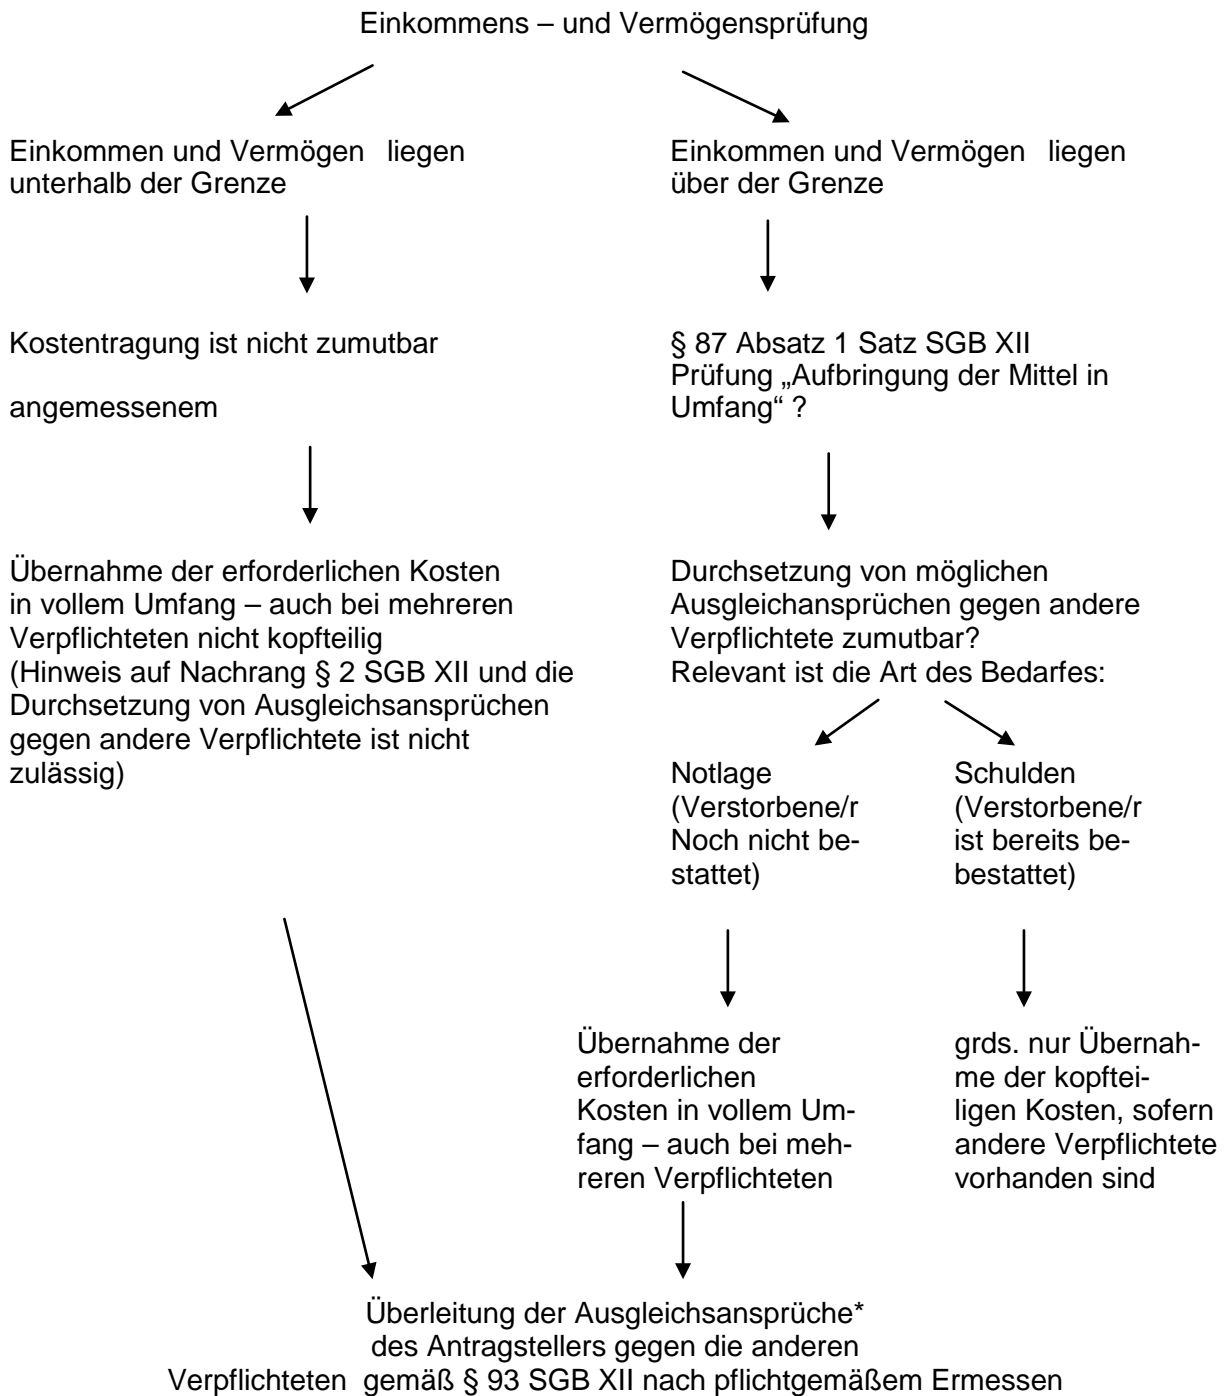 Einkommens – und Vermögensprüfung
Einkommen und Vermögen liegen
unterhalb der Grenze
Einkommen und Vermögen liegen
über der Grenze
Kostentragung ist nicht zumutbar
angemessenem
§ 87 Absatz 1 Satz SGB XII
Prüfung „Aufbringung der Mittel in
Umfang“ ?
Übernahme der erforderlichen Kosten
in vollem Umfang – auch bei mehreren
Verpflichteten nicht kopfteilig
(Hinweis auf Nachrang § 2 SGB XII und die
Durchsetzung von Ausgleichsansprüchen
gegen andere Verpflichtete ist nicht
zulässig)
Durchsetzung von möglichen
Ausgleichansprüchen gegen andere
Verpflichtete zumutbar?
Relevant ist die Art des Bedarfes:
Notlage
(Verstorbene/r
Noch nicht be-
stattet)
Schulden
(Verstorbene/r
ist bereits be-
bestattet)
Übernahme der
erforderlichen
Kosten in vollem Um-
fang – auch bei meh-
reren Verpflichteten
grds. nur Übernah-
me der kopftei-
ligen Kosten, sofern
andere Verpflichtete
vorhanden sind
Überleitung der Ausgleichsansprüche*
des Antragstellers gegen die anderen
Verpflichteten gemäß § 93 SGB XII nach pflichtgemäßem Ermessen